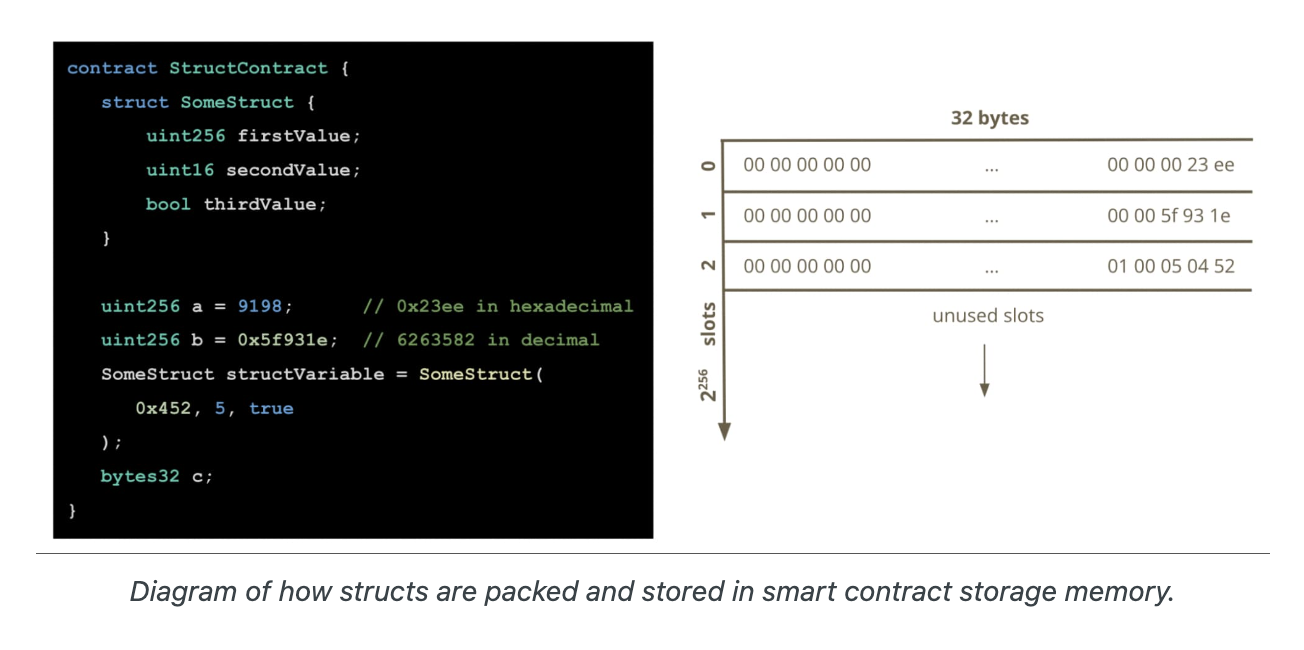 contract StructContract {
struct SomeStruct {
uint256 firstValue;
uint16 secondValue;
bool thirdValue;
}
uint256 a = 9198; // 0x23ee in hexadecimal
uint256 b = 0x5f931e; // 6263582 in decimal
SomeStruct structVariable = SomeStruct(
0x452, 5, true
);
bytes32 c;
}
32 bytes
0 00 00 00 00 00 ... 00 00 00 23 ee
1 00 00 00 00 00 ... 00 00 5f 93 1e
2 00 00 00 00 00 ... 01 00 05 04 52
2²⁵⁶ slots
unused slots
Diagram of how structs are packed and stored in smart contract storage memory.